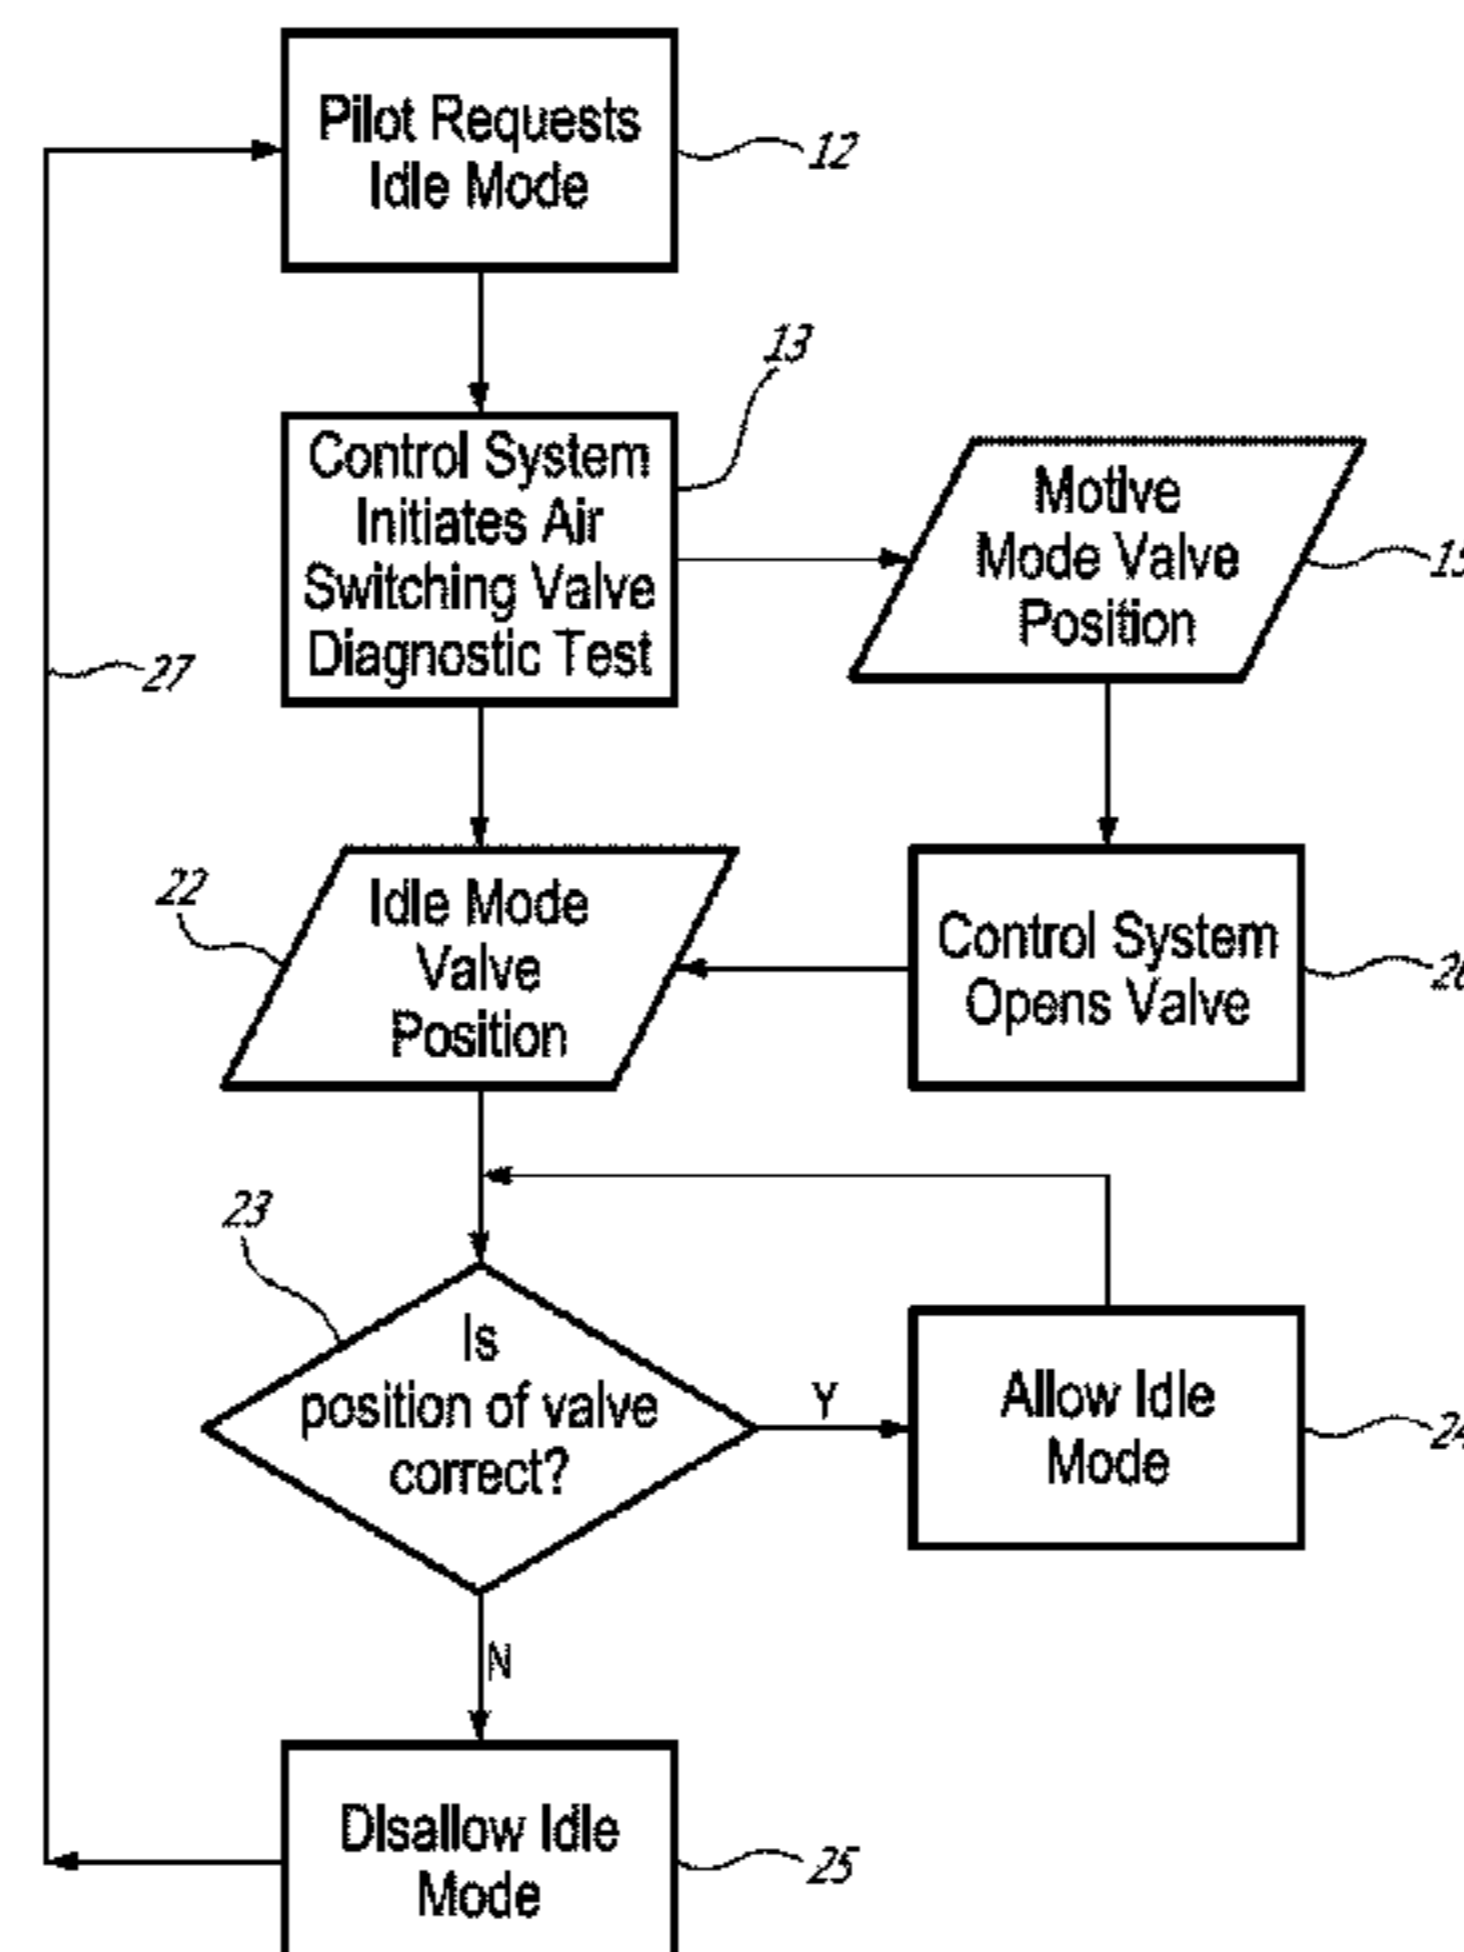 Pilot Requests
Idle Mode
12
13
Control System
Initiates Air
Switching Valve
Diagnostic Test
Motive
Mode Valve
Position
27
22
Idle Mode
Valve
Position
Control System
Opens Valve
23
Is
position of valve
correct?
Y
Allow Idle
Mode
24
N
Disallow Idle
Mode
25